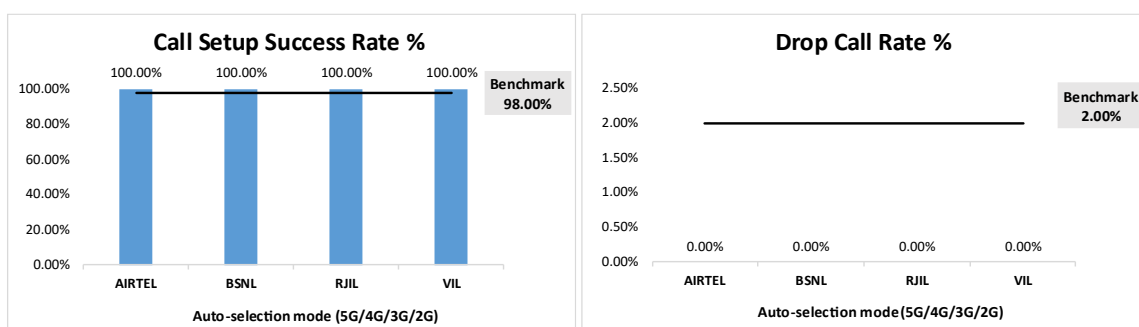 Call Setup Success Rate %
100.00% 100.00% 100.00% 100.00%
Benchmark
98.00%
100.00%
80.00%
60.00%
40.00%
20.00%
0.00%
AIRTEL BSNL RJIL VIL
Auto-selection mode (5G/4G/3G/2G)
Drop Call Rate %
Benchmark
2.00%
2.50%
2.00%
1.50%
1.00%
0.50%
0.00%
0.00% 0.00% 0.00% 0.00%
AIRTEL BSNL RJIL VIL
Auto-selection mode (5G/4G/3G/2G)